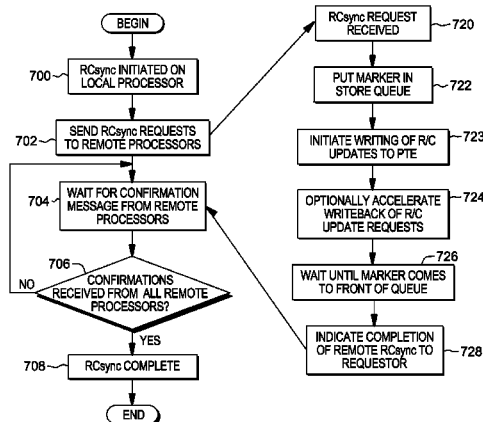 BEGIN
700
RCsync INITIATED ON
LOCAL PROCESSOR
702
SEND RCsync REQUESTS
TO REMOTE PROCESSORS
704
WAIT FOR CONFIRMATION
MESSAGE FROM REMOTE
PROCESSORS
706
CONFIRMATIONS
RECEIVED FROM ALL REMOTE
PROCESSORS?
NO
YES
708
RCsync COMPLETE
END
RCsync REQUEST
RECEIVED
720
PUT MARKER IN
STORE QUEUE
722
INITIATE WRITING OF R/C
UPDATES TO PTE
723
OPTIONALLY ACCELERATE
WRITEBACK OF R/C
UPDATE REQUESTS
724
726
WAIT UNTIL MARKER COMES
TO FRONT OF QUEUE
INDICATE COMPLETION
OF REMOTE RCsync TO
REQUESTOR
728